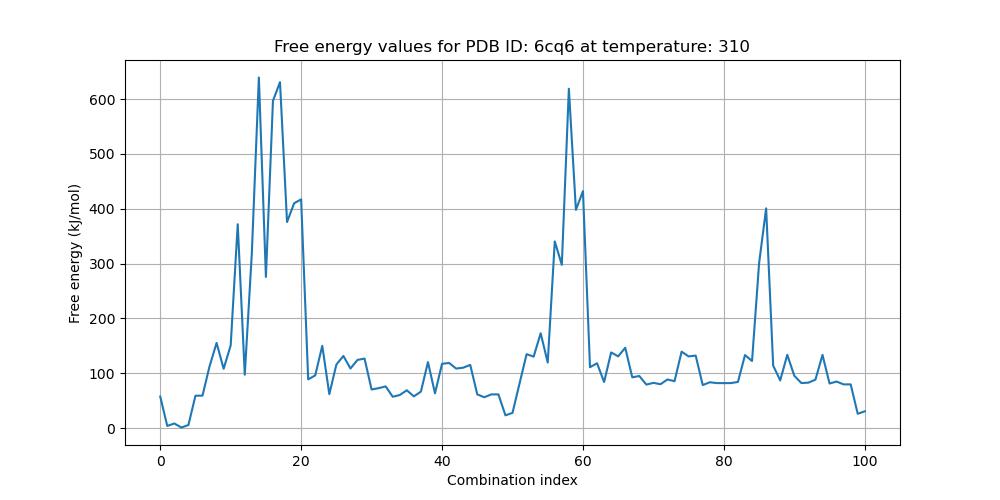 Free energy values for PDB ID: 6cq6 at temperature: 310
Free energy (kJ/mol)
600
500
400
300
200
100
0
0 20 40 60 80 100
Combination index